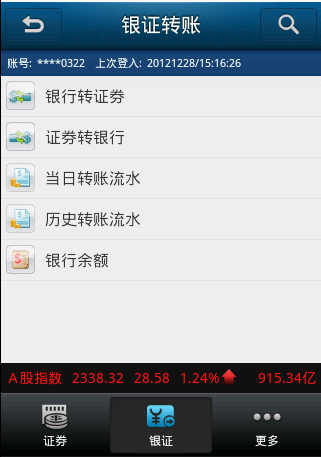 银证转账
账号: ****0322 上次登入: 20121228/15:16:26
银行转证券
证券转银行
当日转账流水
历史转账流水
银行余额
A股指数 2338.32 28.58 1.24% 915.34亿
证券 银证 更多